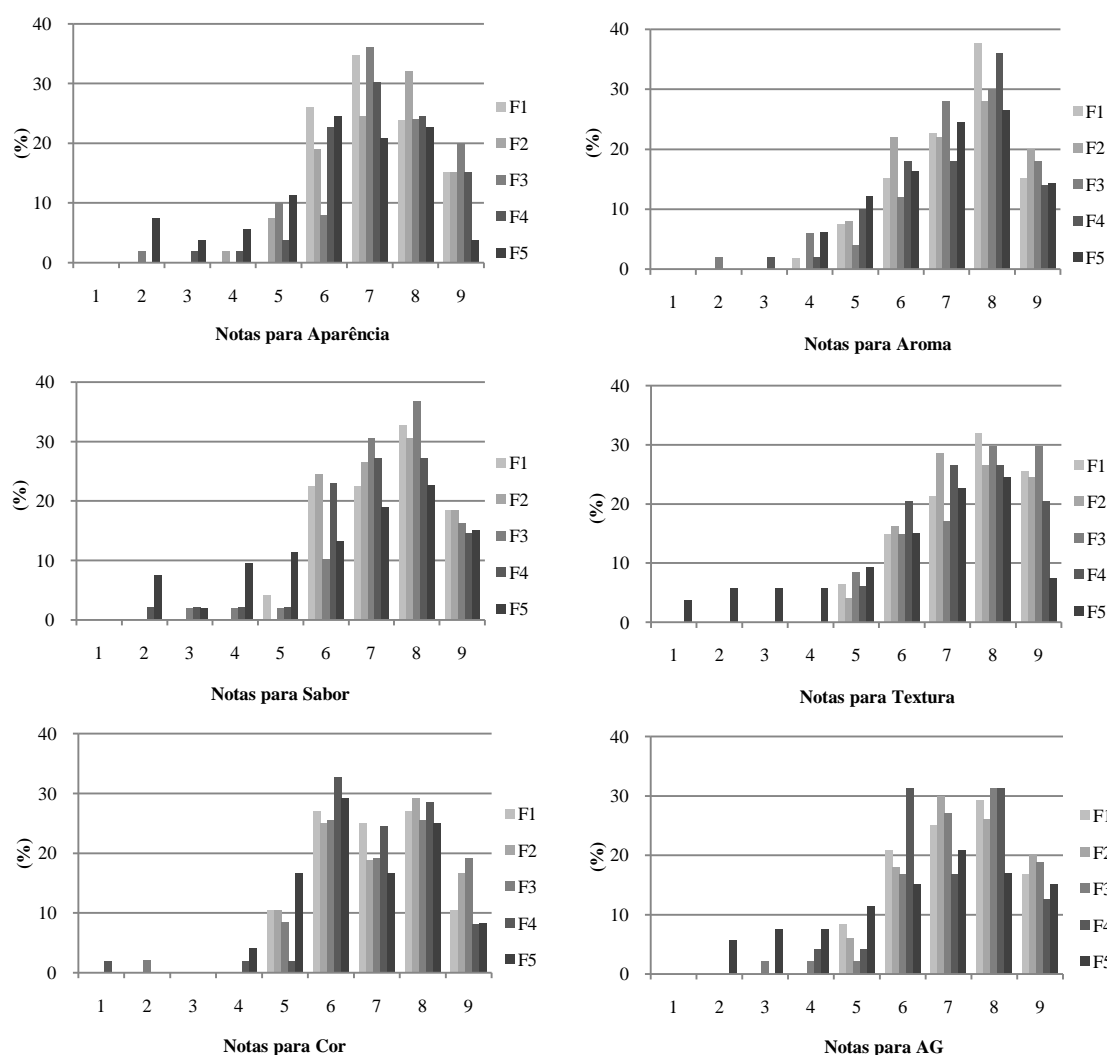 40
30
20
10
0
(%)
1 2 3 4 5 6 7 8 9
Notas para Aparência
F1
F2
F3
F4
F5
40
30
20
10
0
(%)
1 2 3 4 5 6 7 8 9
Notas para Aroma
F1
F2
F3
F4
F5
40
30
20
10
0
(%)
1 2 3 4 5 6 7 8 9
Notas para Sabor
F1
F2
F3
F4
F5
40
30
20
10
0
(%)
1 2 3 4 5 6 7 8 9
Notas para Textura
F1
F2
F3
F4
F5
40
30
20
10
0
(%)
1 2 3 4 5 6 7 8 9
Notas para Cor
F1
F2
F3
F4
F5
40
30
20
10
0
(%)
1 2 3 4 5 6 7 8 9
Notas para AG
F1
F2
F3
F4
F5